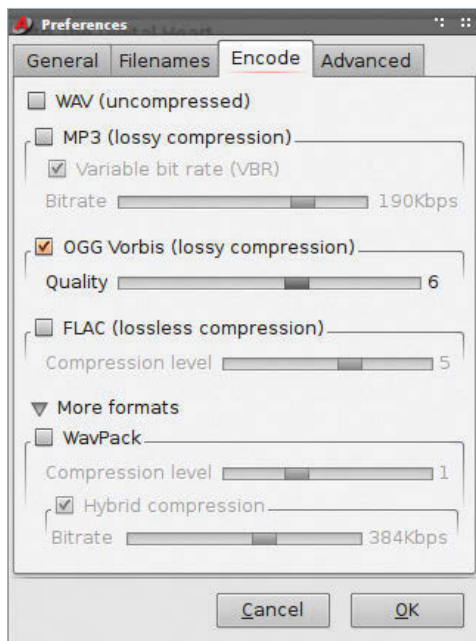 Preferences
General Filenames Encode Advanced
WAV (uncompressed)
MP3 (lossy compression)
Variable bit rate (VBR)
Bitrate 190Kbps
OGG Vorbis (lossy compression)
Quality 6
FLAC (lossless compression)
Compression level 5
More formats
WavPack
Compression level 1
Hybrid compression
Bitrate 384Kbps
Cancel OK